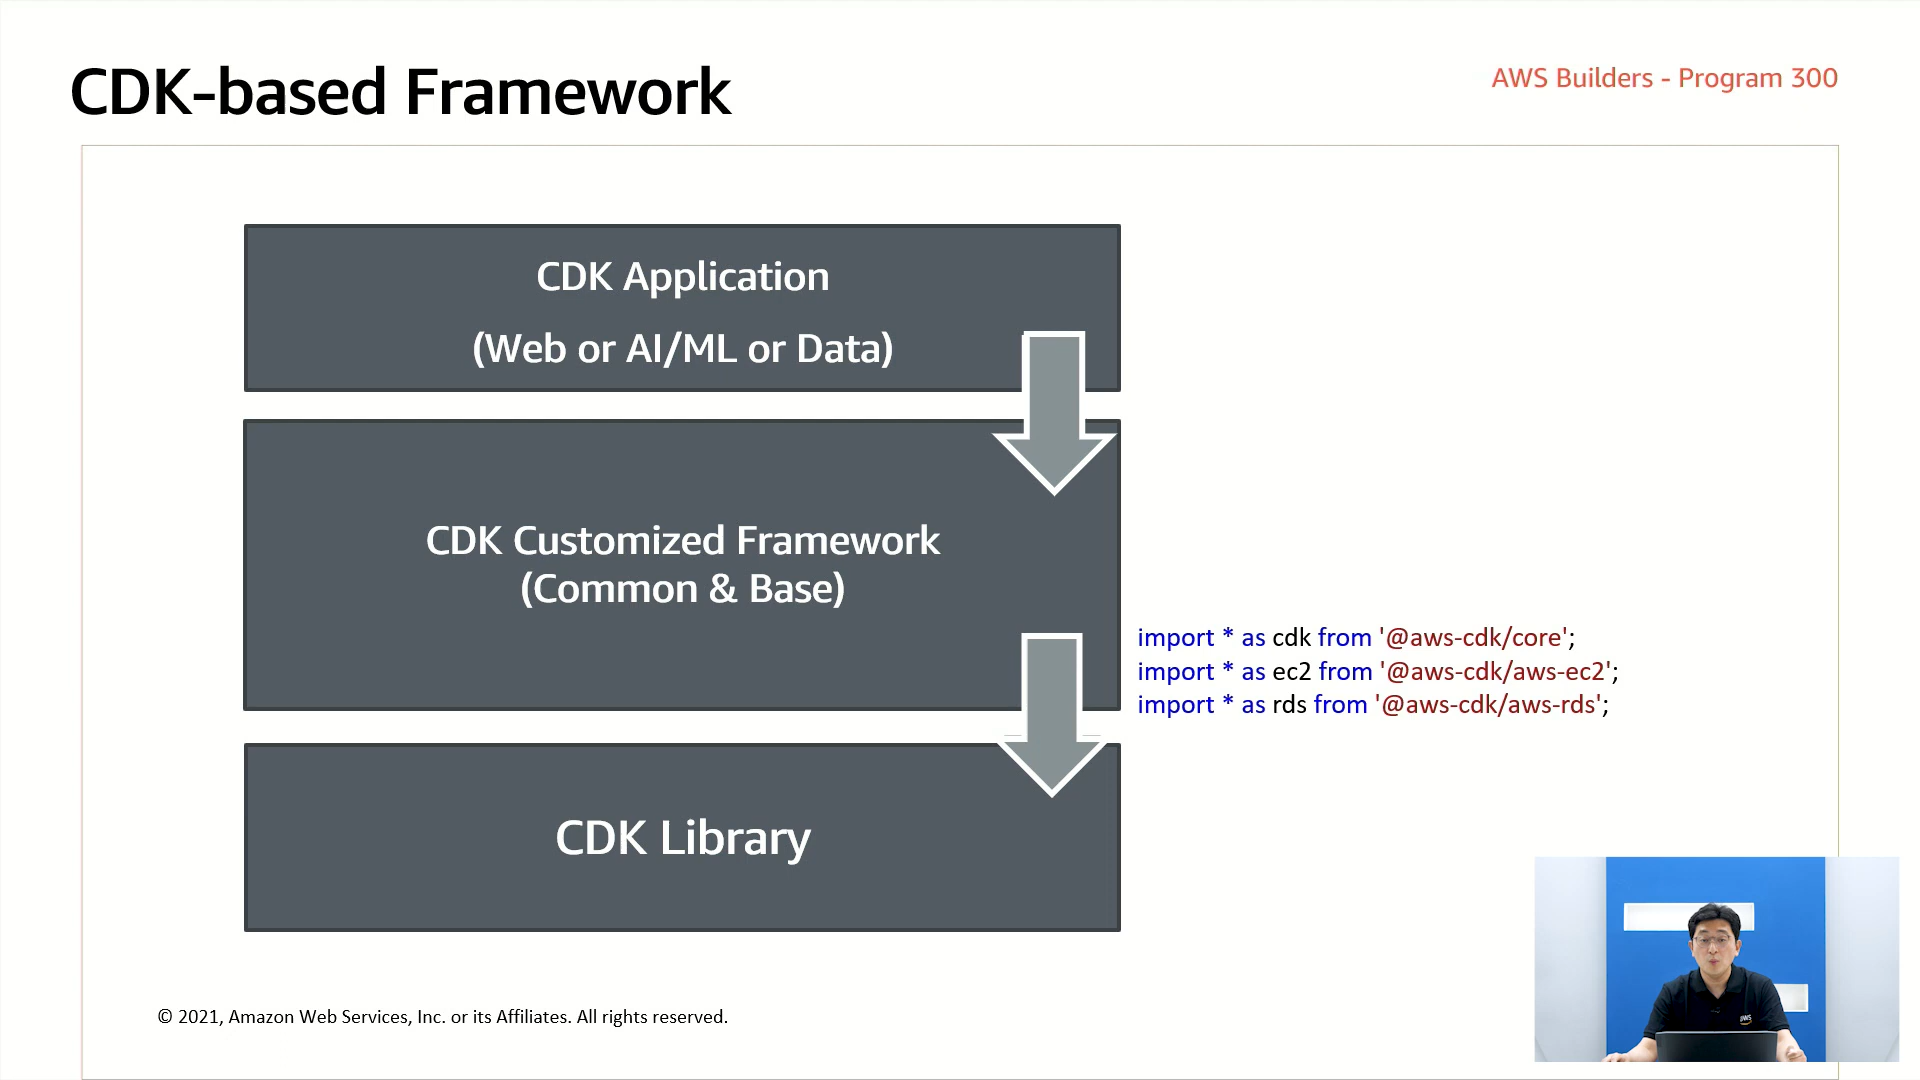 CDK-based Framework
AWS Builders - Program 300
CDK Application
(Web or AI/ML or Data)
CDK Customized Framework
(Common & Base)
import * as cdk from '@aws-cdk/core';
import * as ec2 from '@aws-cdk/aws-ec2';
import * as rds from '@aws-cdk/aws-rds';
CDK Library
aws
© 2021, Amazon Web Services, Inc. or its Affiliates. All rights reserved.